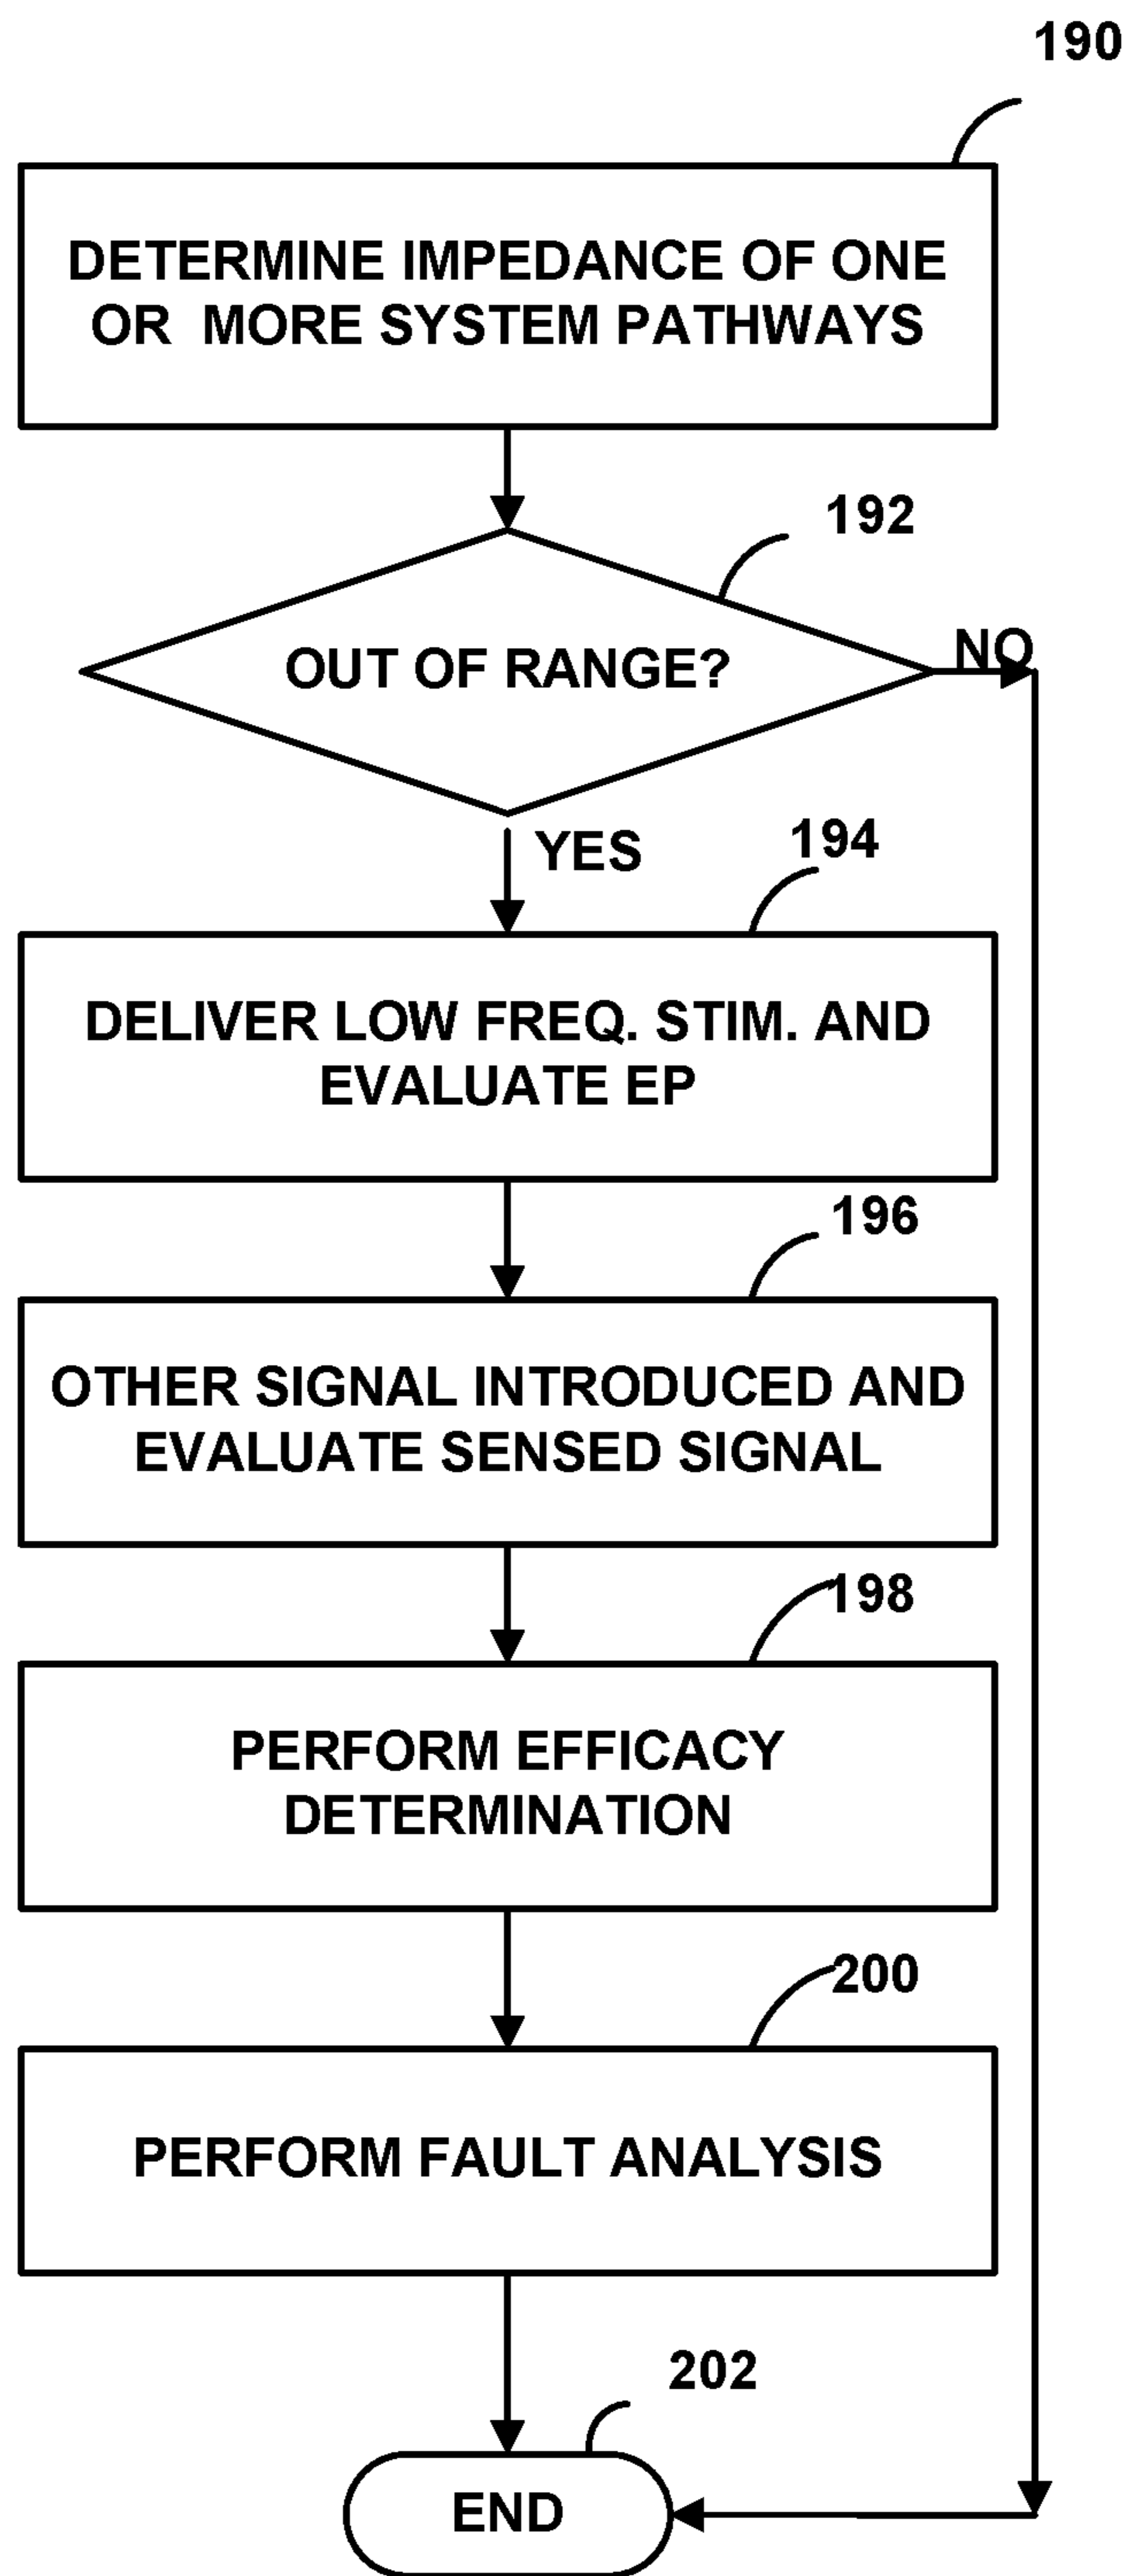 190
DETERMINE IMPEDANCE OF ONE
OR MORE SYSTEM PATHWAYS
192
OUT OF RANGE?
NO
YES
194
DELIVER LOW FREQ. STIM. AND
EVALUATE EP
196
OTHER SIGNAL INTRODUCED AND
EVALUATE SENSED SIGNAL
198
PERFORM EFFICACY
DETERMINATION
200
PERFORM FAULT ANALYSIS
202
END